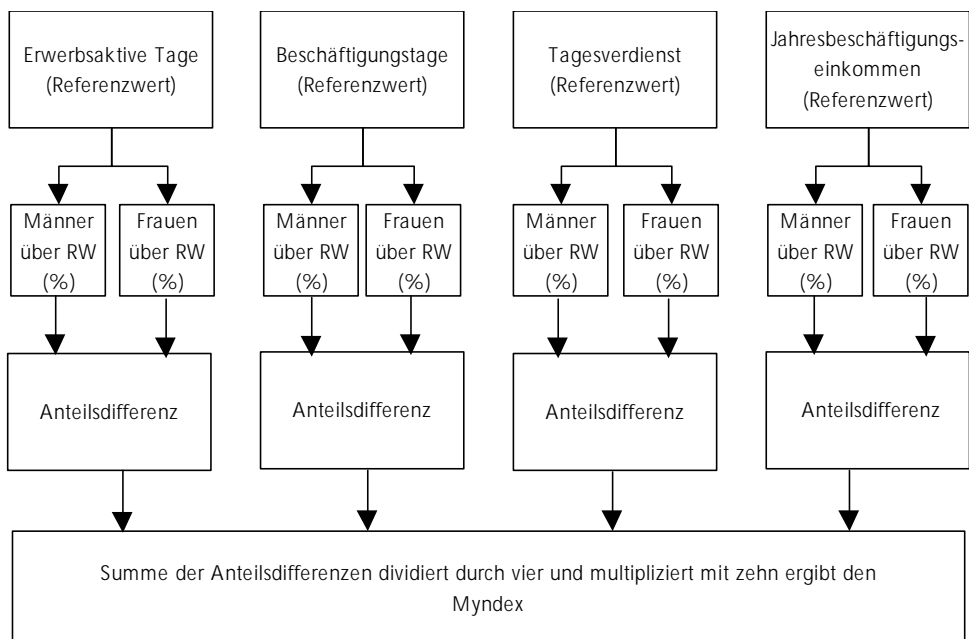 Erwerbsaktive Tage
(Referenzwert)
Beschäftigungstage
(Referenzwert)
Tagesverdienst
(Referenzwert)
Jahresbeschäftigungs-
einkommen
(Referenzwert)
Männer
über RW
(%)
Frauen
über RW
(%)
Männer
über RW
(%)
Frauen
über RW
(%)
Männer
über RW
(%)
Frauen
über RW
(%)
Männer
über RW
(%)
Frauen
über RW
(%)
Anteilsdifferenz
Anteilsdifferenz
Anteilsdifferenz
Anteilsdifferenz
Summe der Anteilsdifferenzen dividiert durch vier und multipliziert mit zehn ergibt den
Myndex